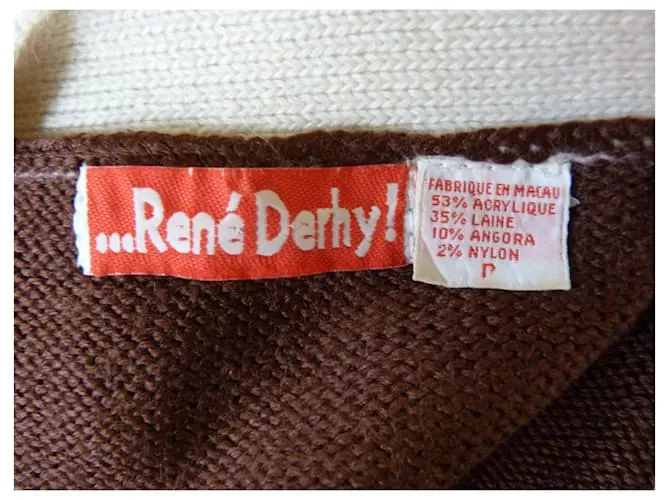 ...René Derhy!
FABRIQUE EN MACAU
53% ACRYLIQUE
35% LAINE
10% ANGORA
2% NYLON